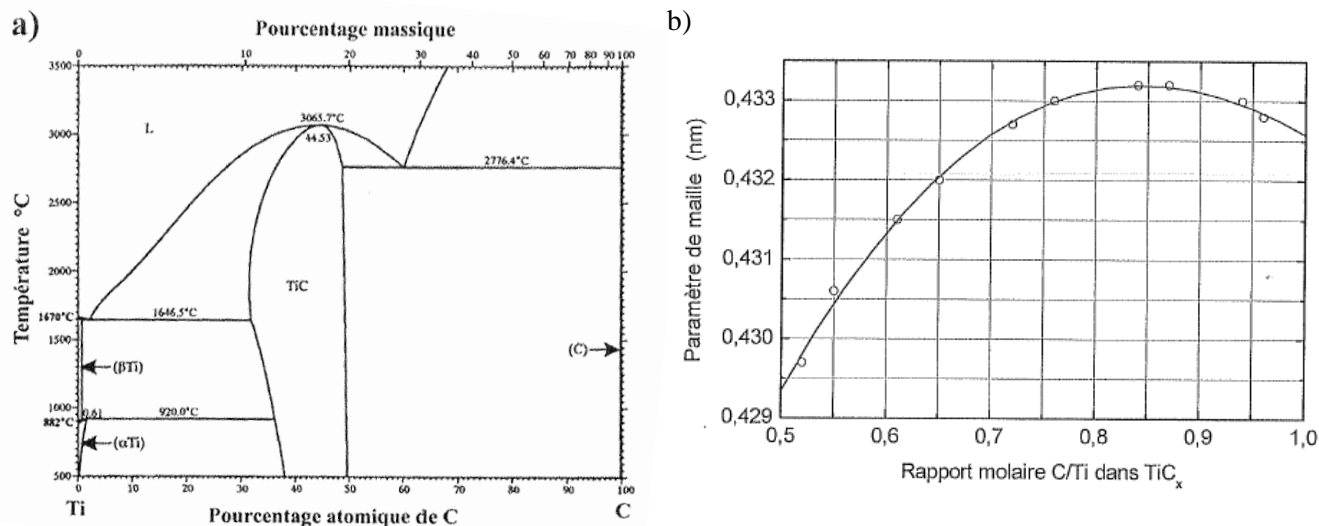 a)
Pourcentage massique
0 10 20 30 40 50 60 70 80 90 100
3500
3000
2500
2000
1670°C
1500
1000
882°C
500
Température °C
L
3065.7°C
44.53
2776.4°C
TiC
1646.5°C
(C)
(βTi)
0.61
920.0°C
(αTi)
0 10 20 30 40 50 60 70 80 90 100
Ti
Pourcentage atomique de C
C
b)
Paramètre de maille (nm)
0,433
0,432
0,431
0,430
0,429
0,5 0,6 0,7 0,8 0,9 1,0
Rapport molaire C/Ti dans TiCx